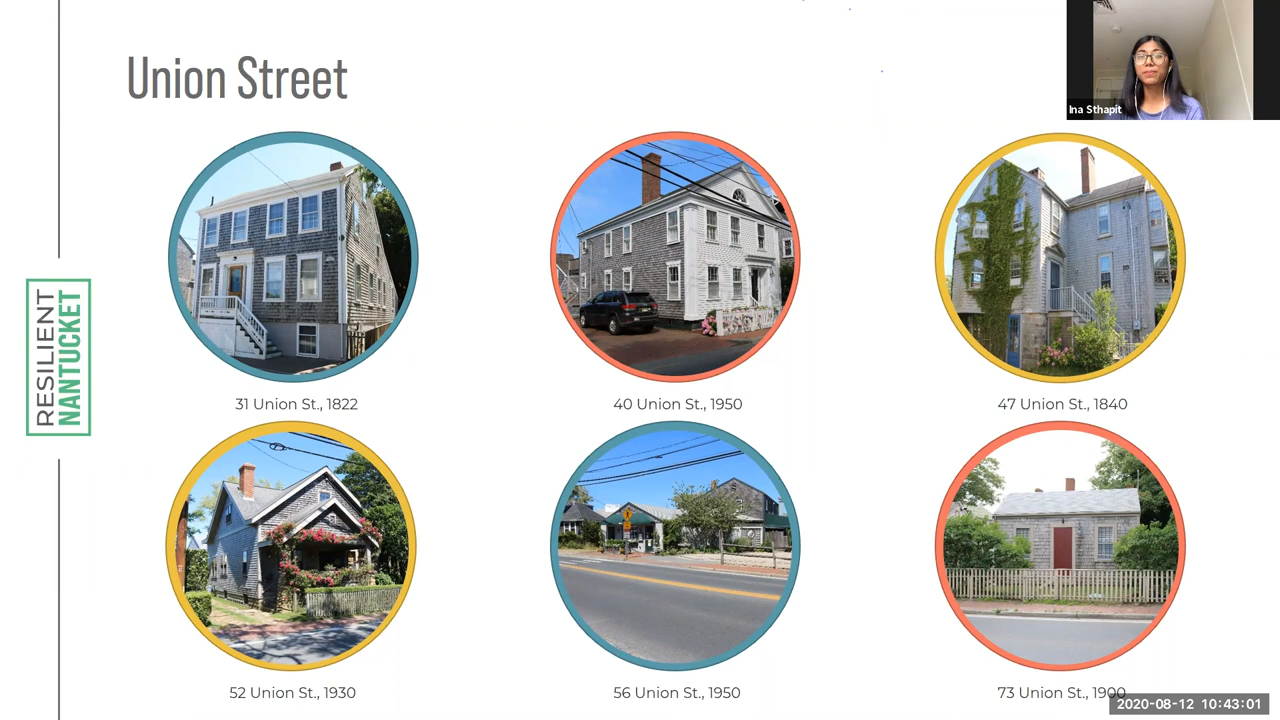 Union Street
Ina Sthapit
31 Union St., 1822
40 Union St., 1950
47 Union St., 1840
RESILIENT
NANTUCKET
52 Union St., 1930
56 Union St., 1950
73 Union St., 1900
2020-08-12 10:43:01